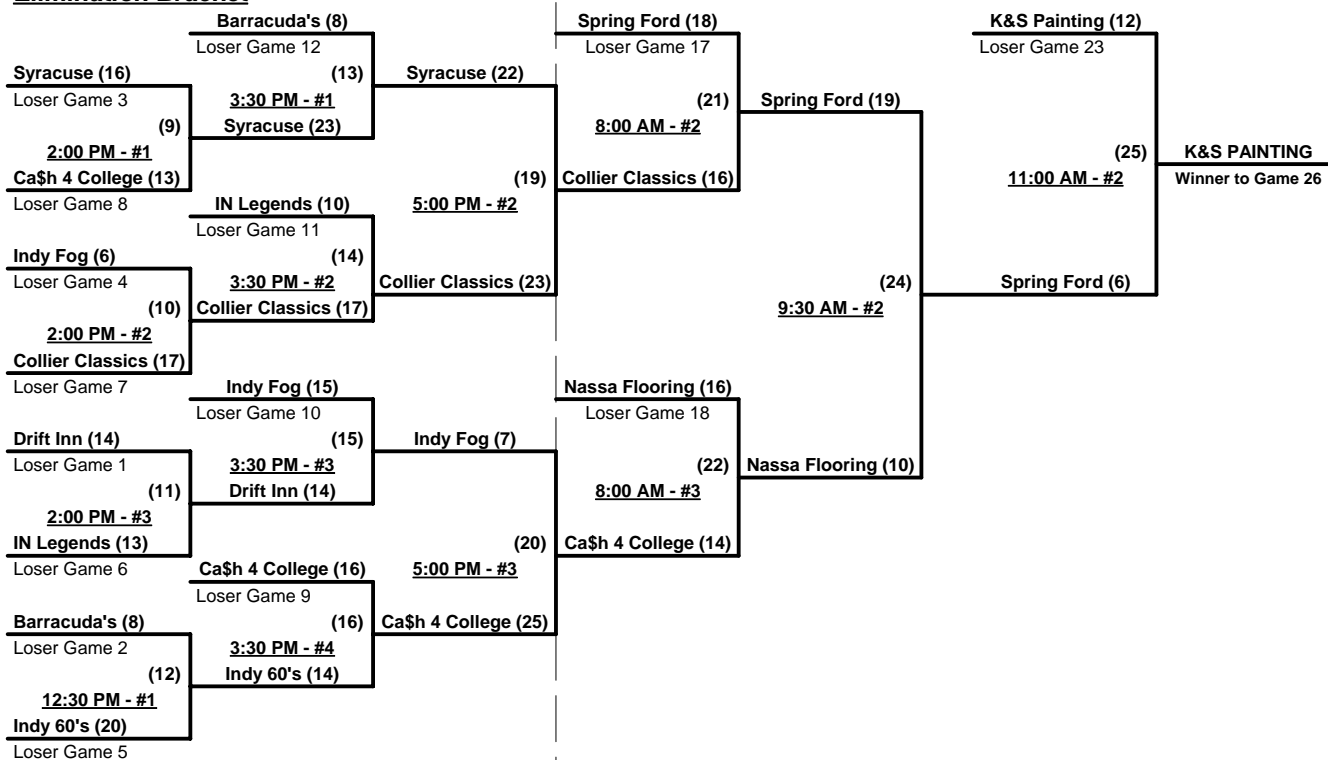 Elimination Bracket
Barracuda's (8)
Spring Ford (18)
K&S Painting (12)
Loser Game 12
Loser Game 17
Loser Game 23
Syracuse (16)
(13)
Syracuse (22)
Loser Game 3
3:30 PM - #1
(21)
Spring Ford (19)
(9)
Syracuse (23)
8:00 AM - #2
2:00 PM - #1
(25)
K&S PAINTING
Ca$h 4 College (13)
(19)
Collier Classics (16)
11:00 AM - #2
Winner to Game 26
Loser Game 8
IN Legends (10)
5:00 PM - #2
Loser Game 11
Indy Fog (6)
(14)
Loser Game 4
3:30 PM - #2
Collier Classics (23)
(24)
Spring Ford (6)
(10)
Collier Classics (17)
9:30 AM - #2
2:00 PM - #2
Collier Classics (17)
Loser Game 7
Indy Fog (15)
Nassa Flooring (16)
Loser Game 10
Loser Game 18
Drift Inn (14)
(15)
Indy Fog (7)
Loser Game 1
3:30 PM - #3
(22)
Nassa Flooring (10)
(11)
Drift Inn (14)
8:00 AM - #3
2:00 PM - #3
IN Legends (13)
(20)
Ca$h 4 College (14)
Loser Game 6
Ca$h 4 College (16)
5:00 PM - #3
Loser Game 9
Barracuda's (8)
(16)
Ca$h 4 College (25)
Loser Game 2
3:30 PM - #4
(12)
Indy 60's (14)
12:30 PM - #1
Indy 60's (20)
Loser Game 5